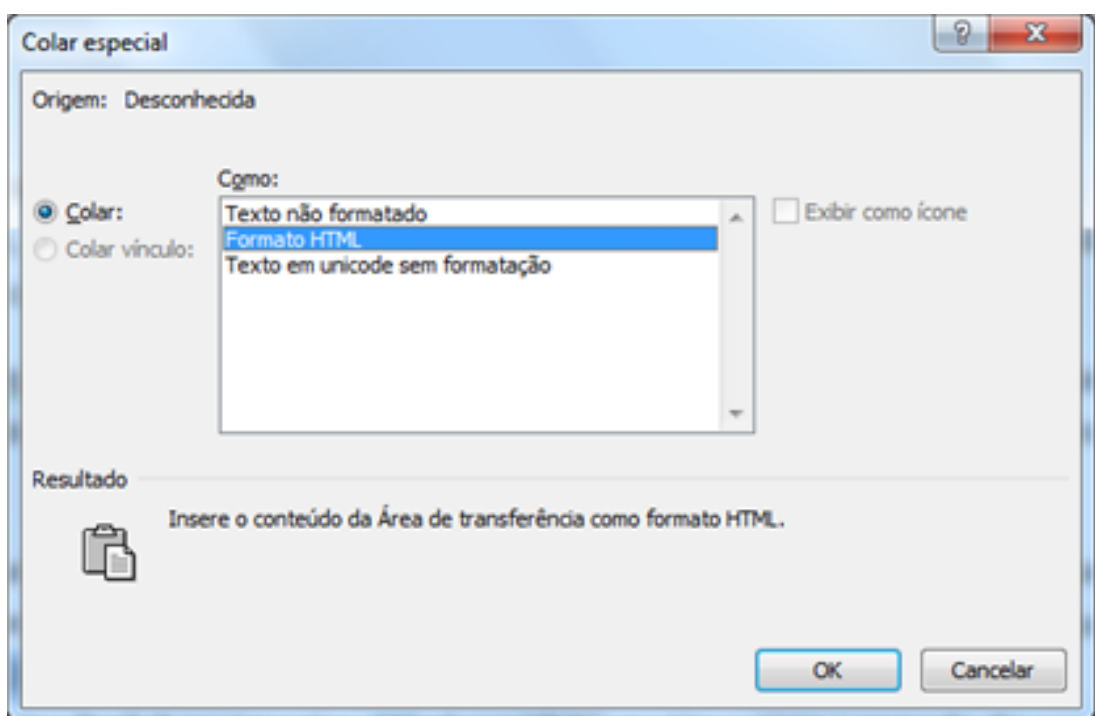 Colar especial
Origem: Desconhecida
Como:
Colar:
Colar vínculo:
Texto não formatado
Formato HTML
Texto em unicode sem formatação
Exibir como ícone
Resultado
Insere o conteúdo da Área de transferência como formato HTML.
OK
Cancelar